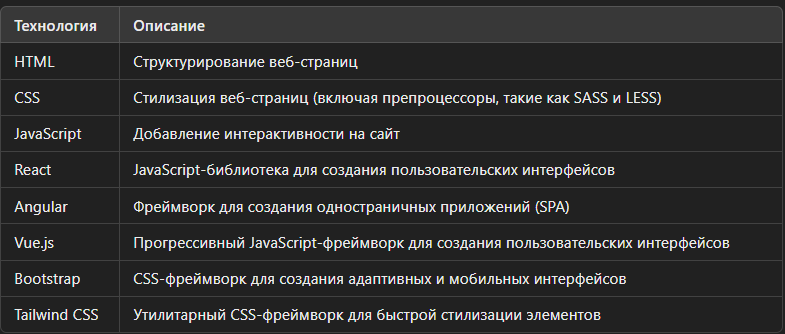 Технология Описание
HTML Структурирование веб-страниц
CSS Стилизация веб-страниц (включая препроцессоры, такие как SASS и LESS)
JavaScript Добавление интерактивности на сайт
React JavaScript-библиотека для создания пользовательских интерфейсов
Angular Фреймворк для создания одностраничных приложений (SPA)
Vue.js Прогрессивный JavaScript-фреймворк для создания пользовательских интерфейсов
Bootstrap CSS-фреймворк для создания адаптивных и мобильных интерфейсов
Tailwind CSS Утилитарный CSS-фреймворк для быстрой стилизации элементов